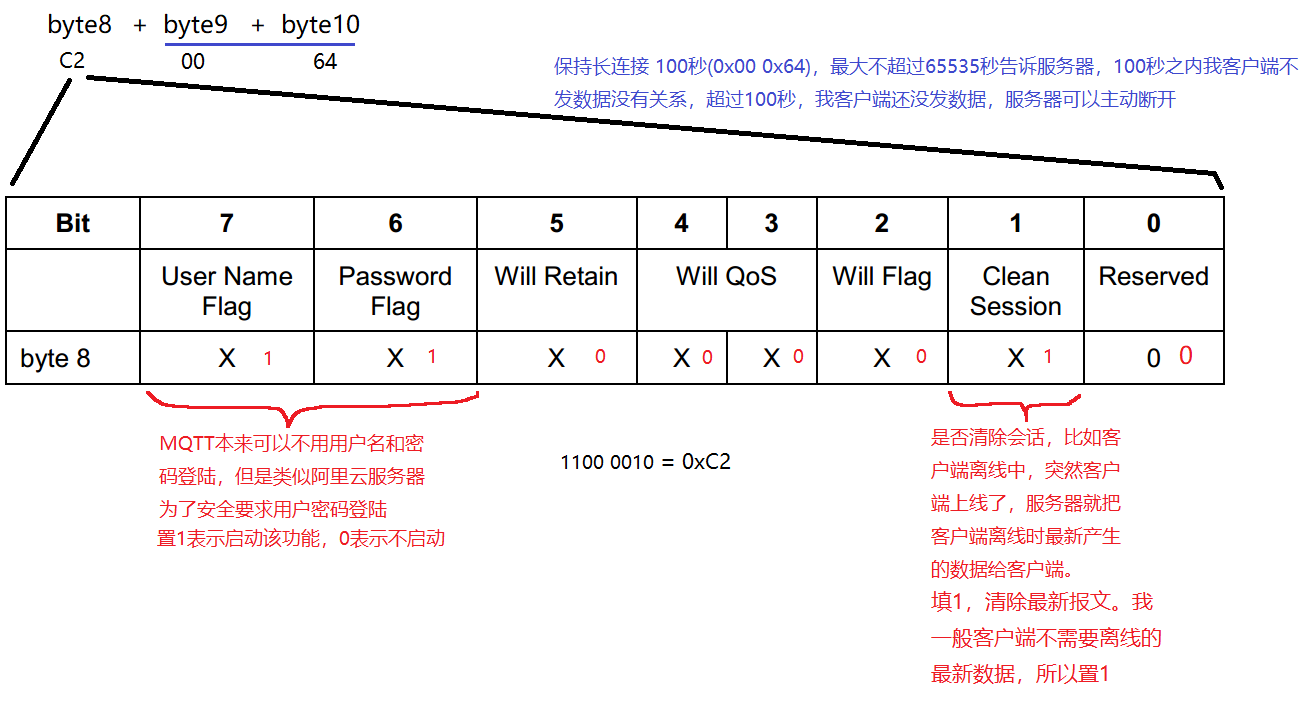 byte8 + byte9 + byte10
C2 00 64
保持长连接 100秒(0x00 0x64)，最大不超过65535秒告诉服务器，100秒之内我客户端不
发数据没有关系，超过100秒，我客户端还没发数据，服务器可以主动断开
Bit 7 6 5 4 3 2 1 0
User Name Flag Password Flag Will Retain Will QoS Will Flag Clean Session Reserved
byte 8 X 1 X 1 X 0 X 0 X 0 X 0 X 1 0 0
MQTT本来可以不用用户名和密
码登陆，但是类似阿里云服务器
为了安全要求用户密码登陆
置1表示启动该功能，0表示不启动
1100 0010 = 0xC2
是否清除会话，比如客
户端离线中，突然客户
端上线了，服务器就把
客户端离线时最新产生
的数据给客户端。
填1，清除最新报文。我
一般客户端不需要离线的
最新数据，所以置1